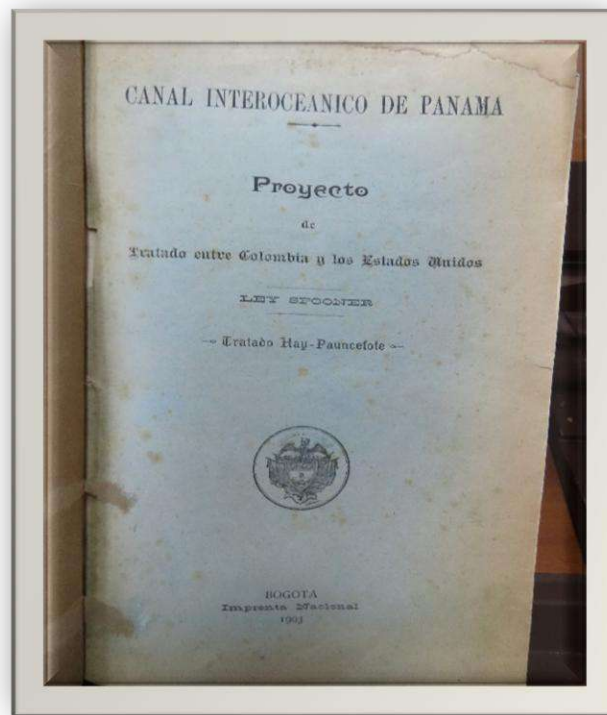 CANAL INTEROCEANICO DE PANAMA
Proyecto
de
Tratado entre Colombia y los Estados Unidos
LEY SPOONER
Tratado Hay-Pauncefote
BOGOTA
Imprenta Nacional
1903